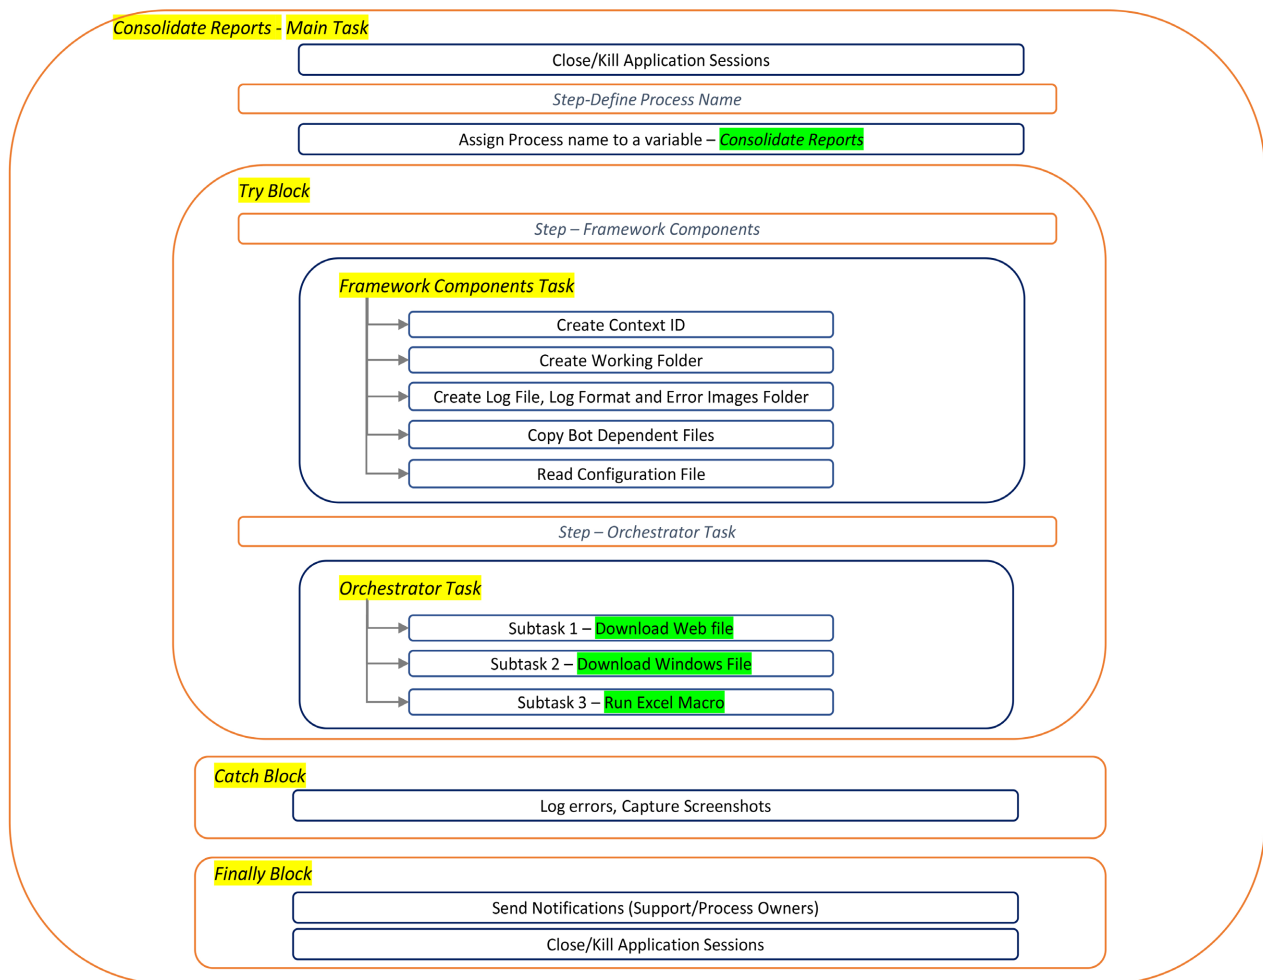 Consolidate Reports - Main Task
Close/Kill Application Sessions
Step-Define Process Name
Assign Process name to a variable – Consolidate Reports
Try Block
Step – Framework Components
Framework Components Task
Create Context ID
Create Working Folder
Create Log File, Log Format and Error Images Folder
Copy Bot Dependent Files
Read Configuration File
Step – Orchestrator Task
Orchestrator Task
Subtask 1 – Download Web file
Subtask 2 – Download Windows File
Subtask 3 – Run Excel Macro
Catch Block
Log errors, Capture Screenshots
Finally Block
Send Notifications (Support/Process Owners)
Close/Kill Application Sessions